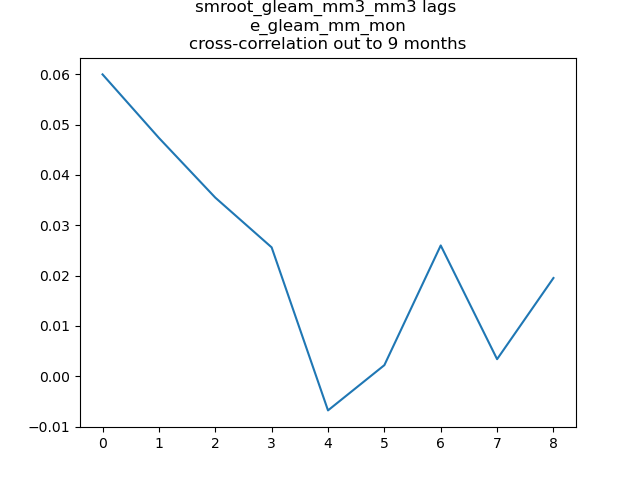 smroot_gleam_mm3_mm3 lags
e_gleam_mm_mon
cross-correlation out to 9 months
0.06
0.05
0.04
0.03
0.02
0.01
0.00
−0.01
0 1 2 3 4 5 6 7 8